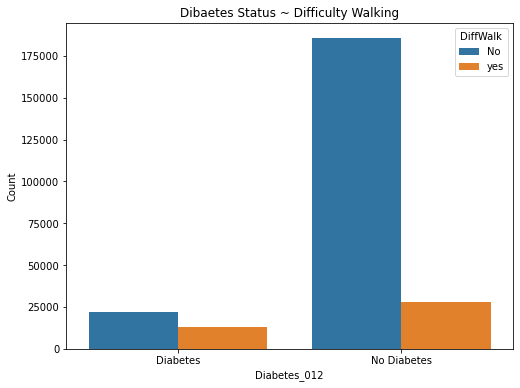 Dibaetes Status ~ Difficulty Walking
DiffWalk
No
yes
175000
150000
125000
100000
75000
50000
25000
0
Count
Diabetes
No Diabetes
Diabetes_012